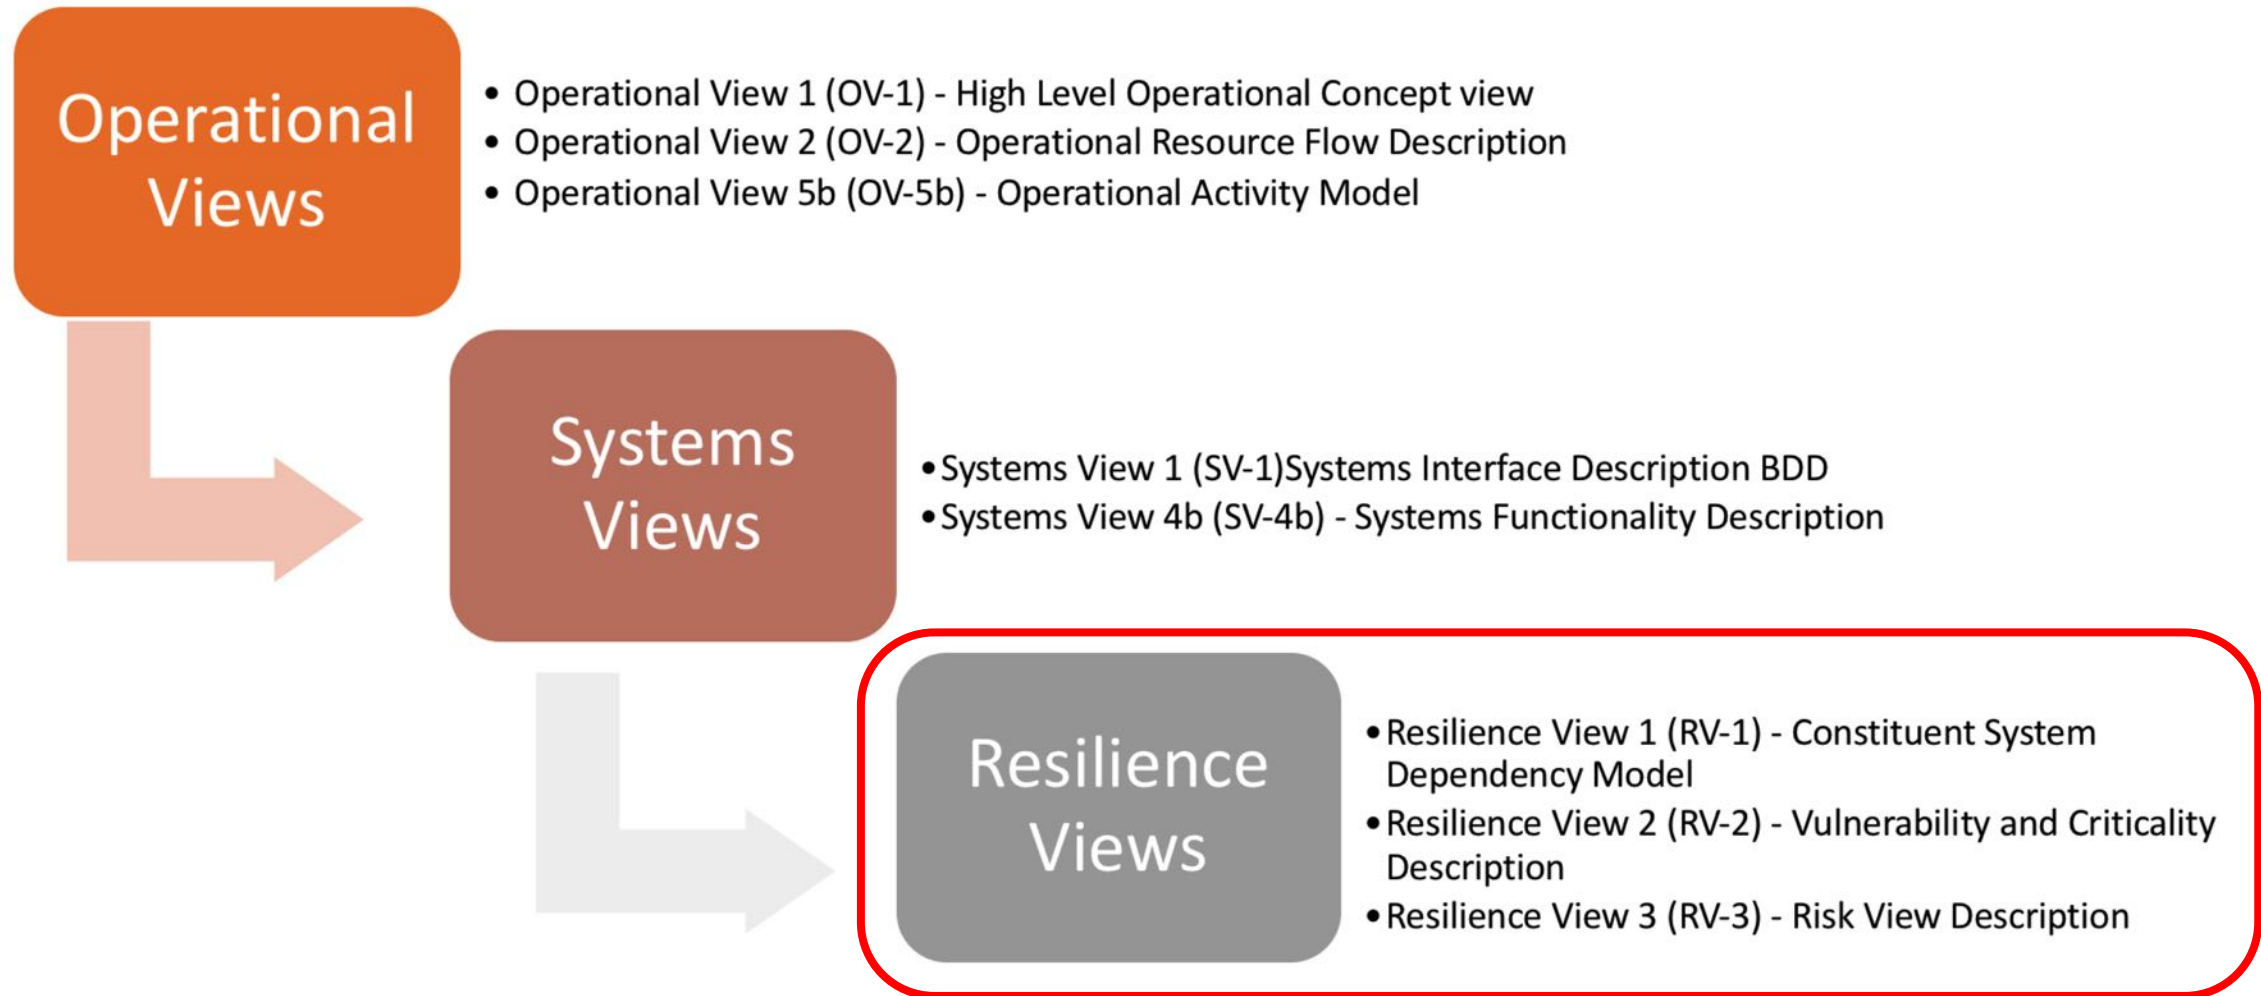 Operational
Views
• Operational View 1 (OV-1) - High Level Operational Concept view
• Operational View 2 (OV-2) - Operational Resource Flow Description
• Operational View 5b (OV-5b) - Operational Activity Model
Systems
Views
•Systems View 1 (SV-1)Systems Interface Description BDD
•Systems View 4b (SV-4b) - Systems Functionality Description
Resilience
Views
•Resilience View 1 (RV-1) - Constituent System
Dependency Model
•Resilience View 2 (RV-2) - Vulnerability and Criticality
Description
•Resilience View 3 (RV-3) - Risk View Description